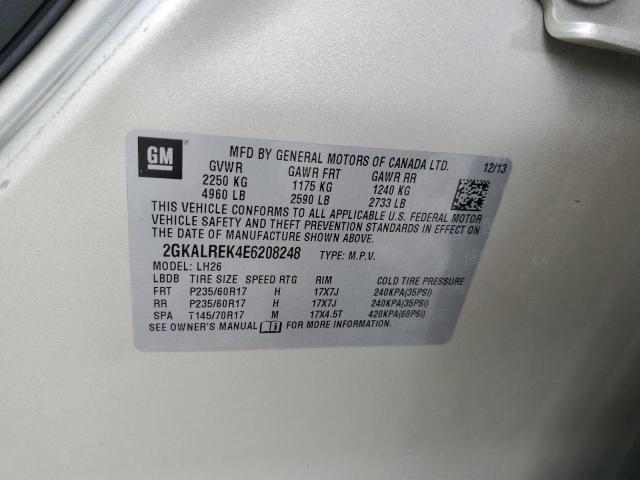 GM
MFD BY GENERAL MOTORS OF CANADA LTD. 12/13
GVWR GAWR FRT GAWR RR
2250 KG 1175 KG 1240 KG
4960 LB 2590 LB 2733 LB
THIS VEHICLE CONFORMS TO ALL APPLICABLE U.S. FEDERAL MOTOR
VEHICLE SAFETY AND THEFT PREVENTION STANDARDS IN EFFECT ON
THE DATE OF MANUFACTURE SHOWN ABOVE.
2GKALREK4E6208248 TYPE: M.P.V.
MODEL: LH26
LBDB TIRE SIZE SPEED RTG RIM COLD TIRE PRESSURE
FRT P235/60R17 H 17X7J 240KPA(35PSI)
RR P235/60R17 H 17X7J 240KPA(35PSI)
SPA T145/70R17 M 17X4.5T 420KPA(60PSI)
SEE OWNER'S MANUAL FOR MORE INFORMATION.